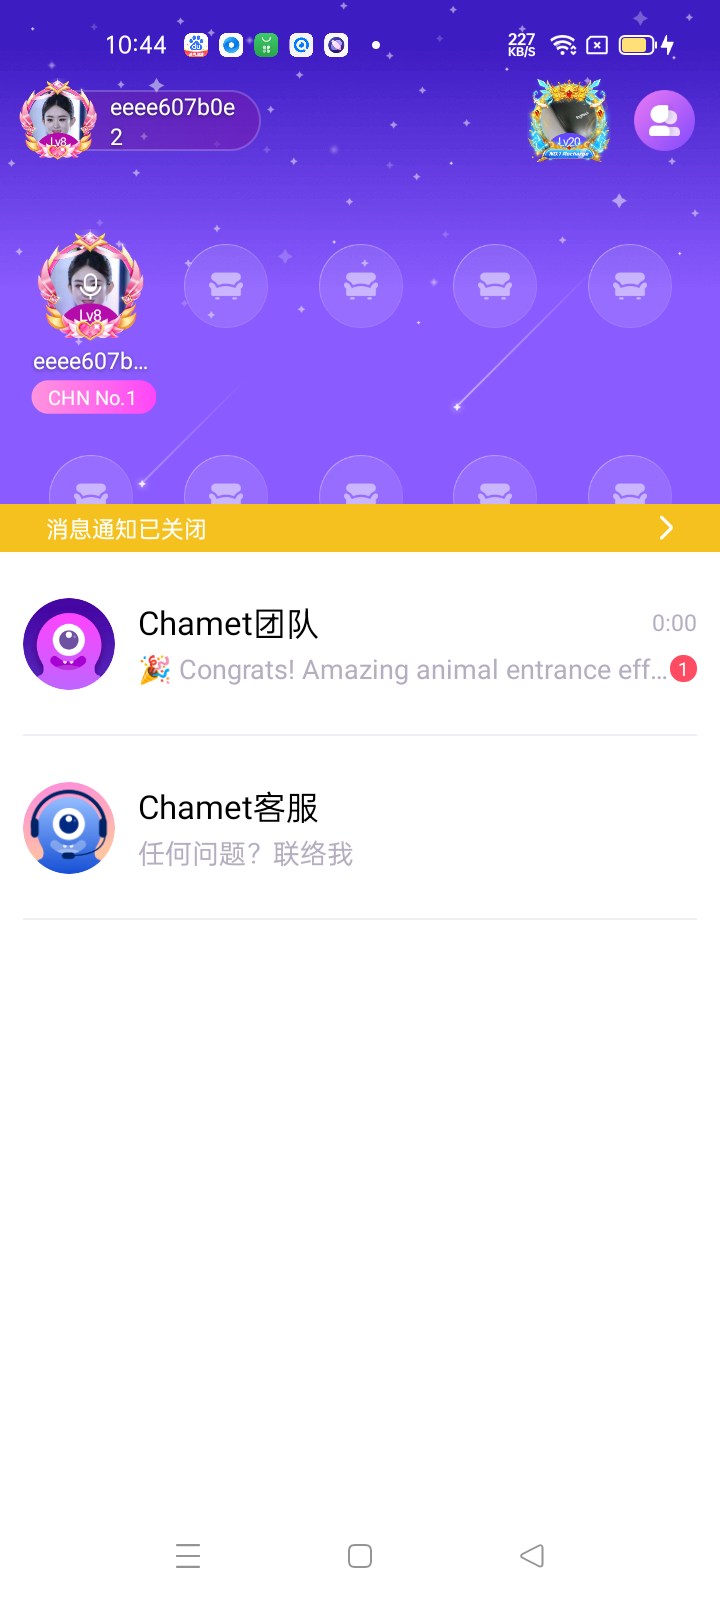 10:44
227
KB/S
eeee607b0e
2
Lv8
Lv20
NO.1 Recharge
Lv8
eeee607b...
CHN No.1
消息通知已关闭
Chamet团队
0:00
🎉 Congrats! Amazing animal entrance eff...
1
Chamet客服
任何问题？联络我